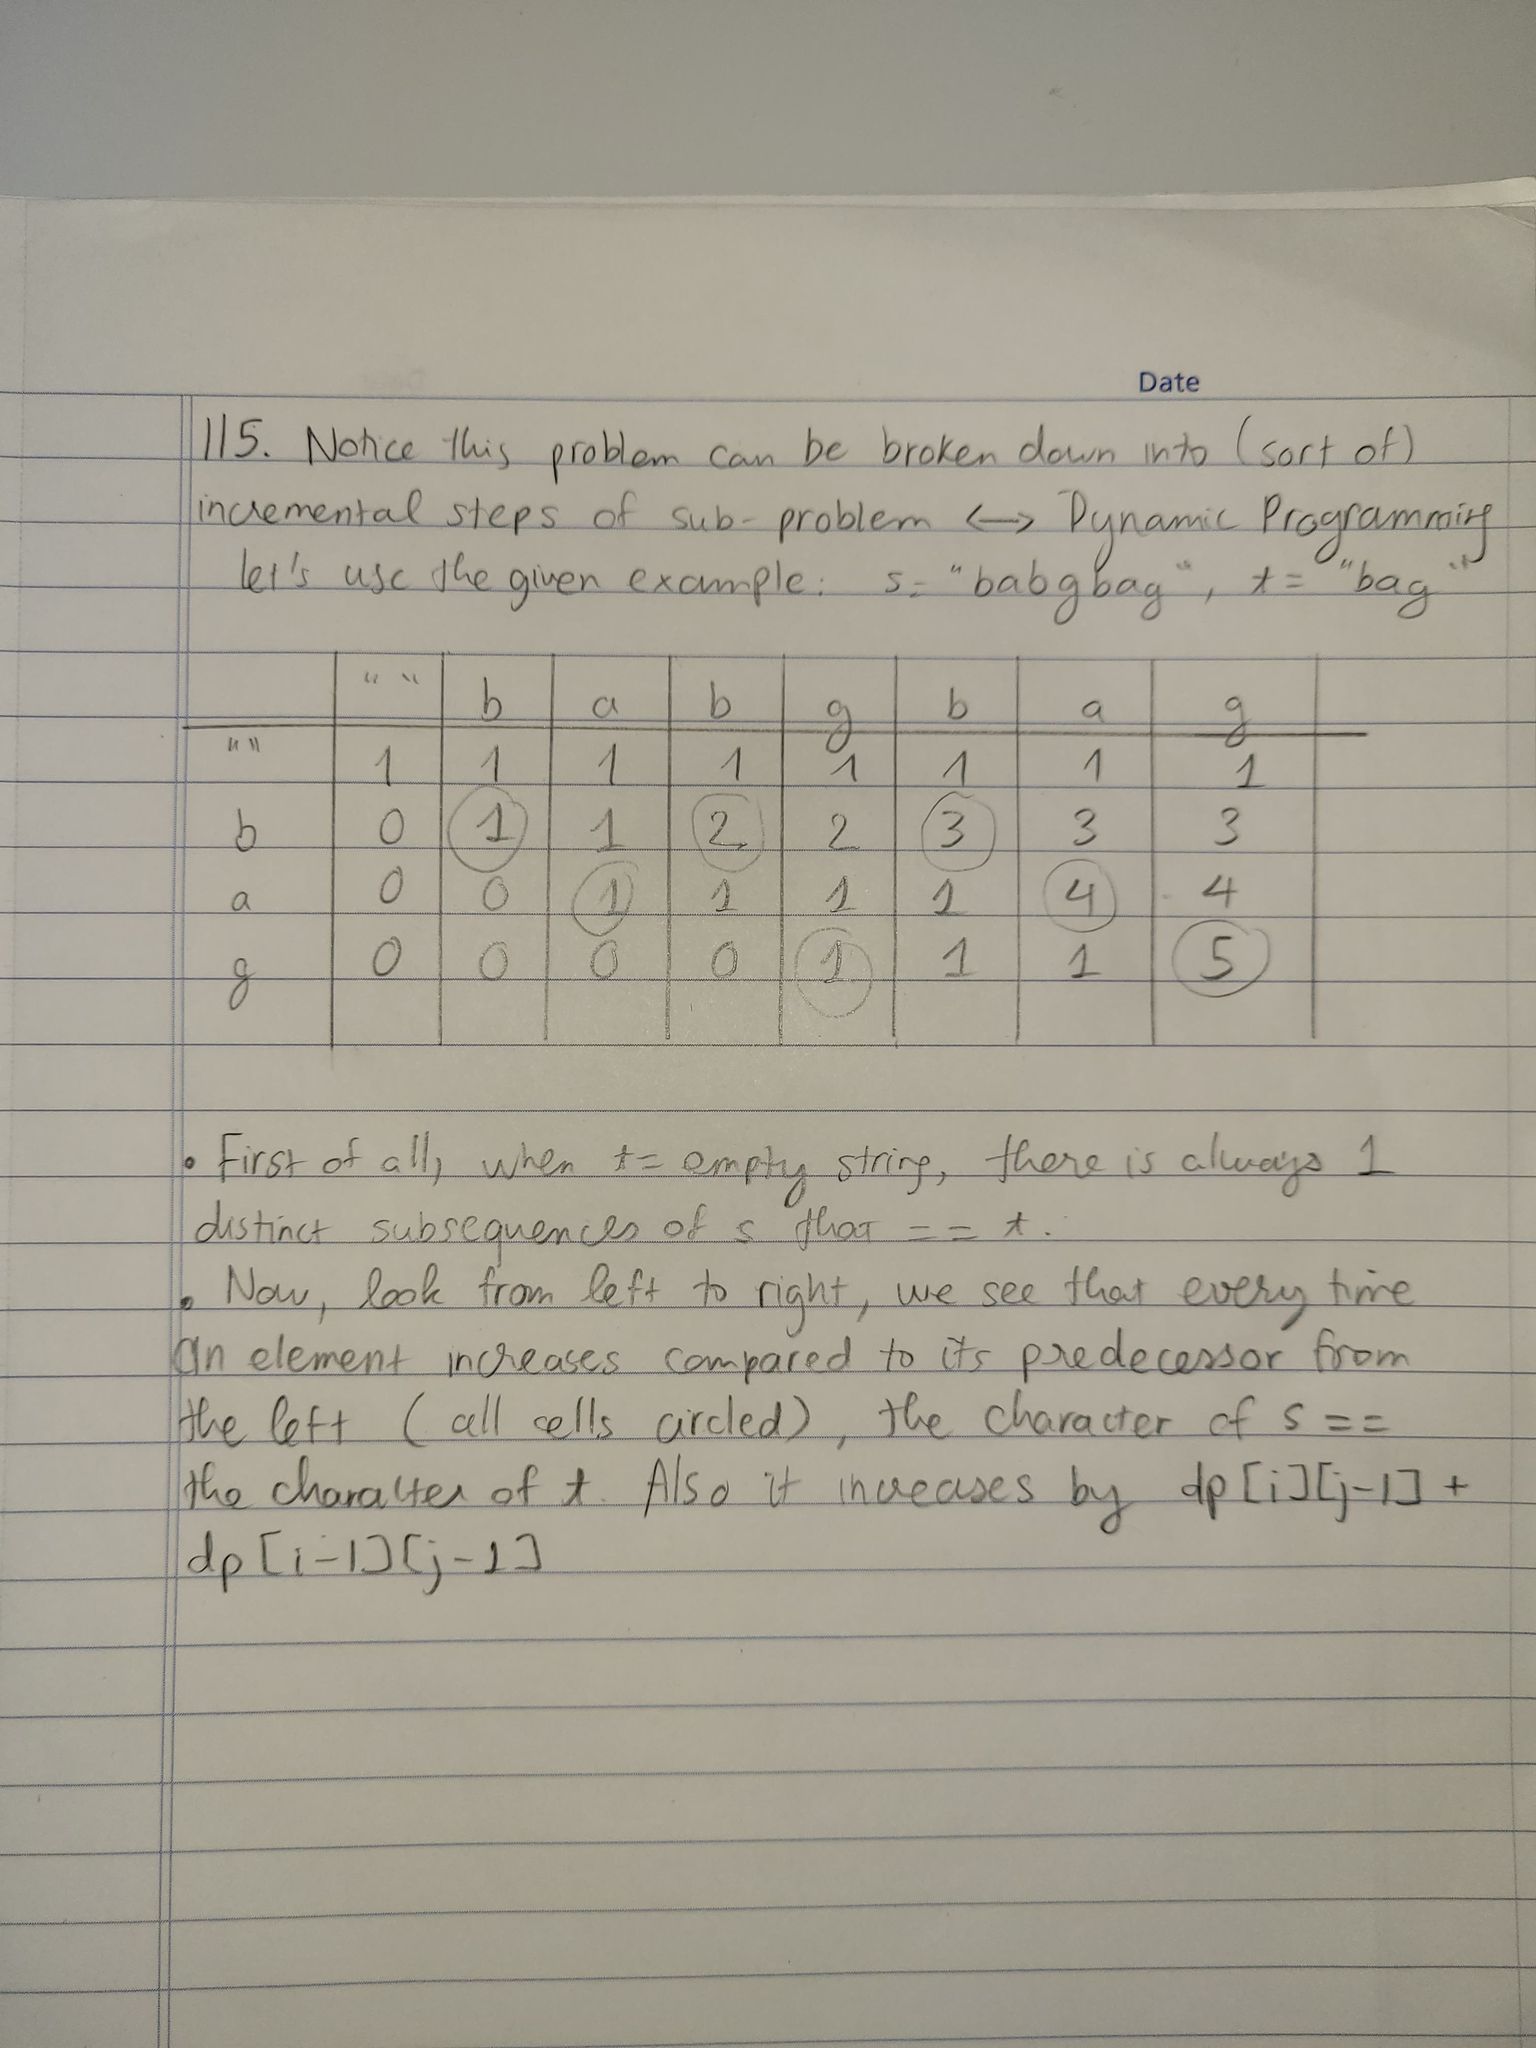 Date
115. Notice this problem can be broken down into (sort of)
incremental steps of sub-problem <-> Dynamic Programming
let's use the given example: s= "babgbag", t= "bag"
"" b a b g b a g
"" 1 1 1 1 1 1 1 1
b 0 1 1 2 2 3 3 3
a 0 0 1 1 1 1 4 4
g 0 0 0 0 1 1 1 5
• First of all, when t= empty string, there is always 1
distinct subsequences of s that == t.
• Now, look from left to right, we see that every time
an element increases compared to its predecessor from
the left (all cells circled), the character of s ==
the character of t. Also it increases by dp[i][j-1] +
dp[i-1][j-1]